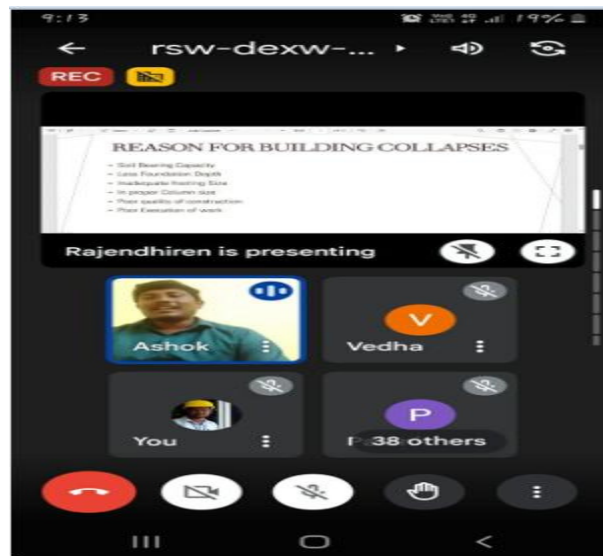 9:13
19%
rsw-dexw-...
REC
REASON FOR BUILDING COLLAPSES
- Soil Bearing Capacity
- Less Foundation Depth
- Inadequate footing Size
- In proper Column size
- Poor quality of construction
- Poor Execution of work
Rajendhiren is presenting
Ashok
V
Vedha
You
P
38 others